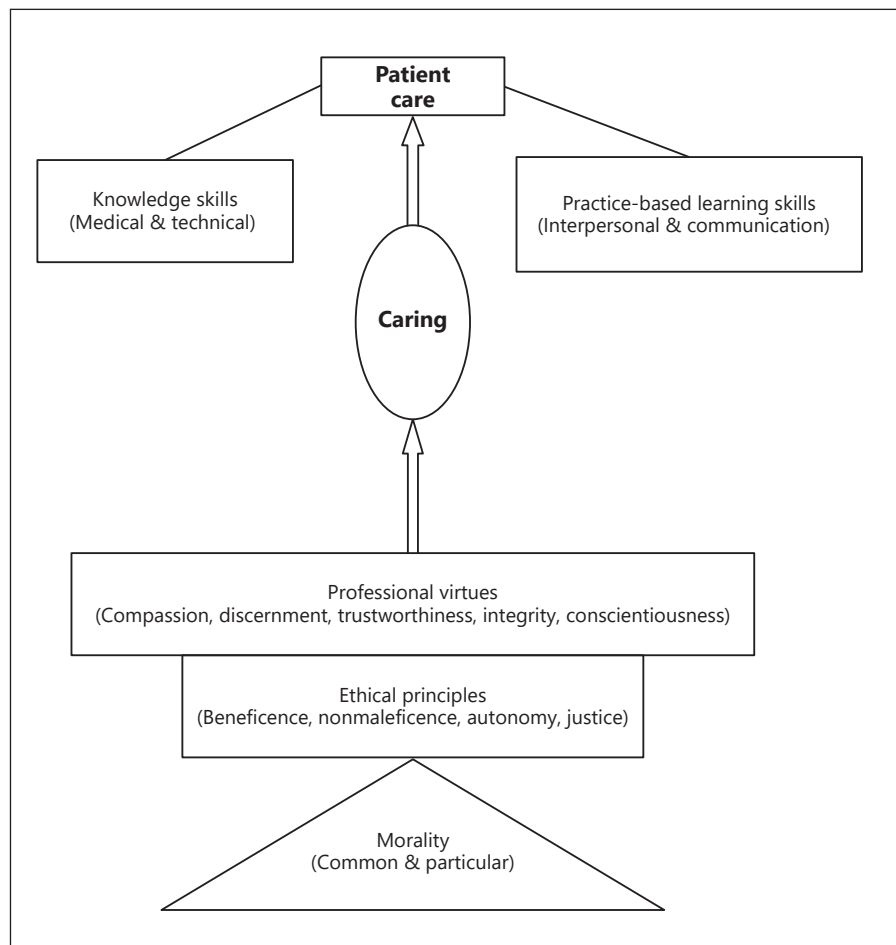 Patient
care
Knowledge skills
(Medical & technical)
Practice-based learning skills
(Interpersonal & communication)
Caring
Professional virtues
(Compassion, discernment, trustworthiness, integrity, conscientiousness)
Ethical principles
(Beneficence, nonmaleficence, autonomy, justice)
Morality
(Common & particular)